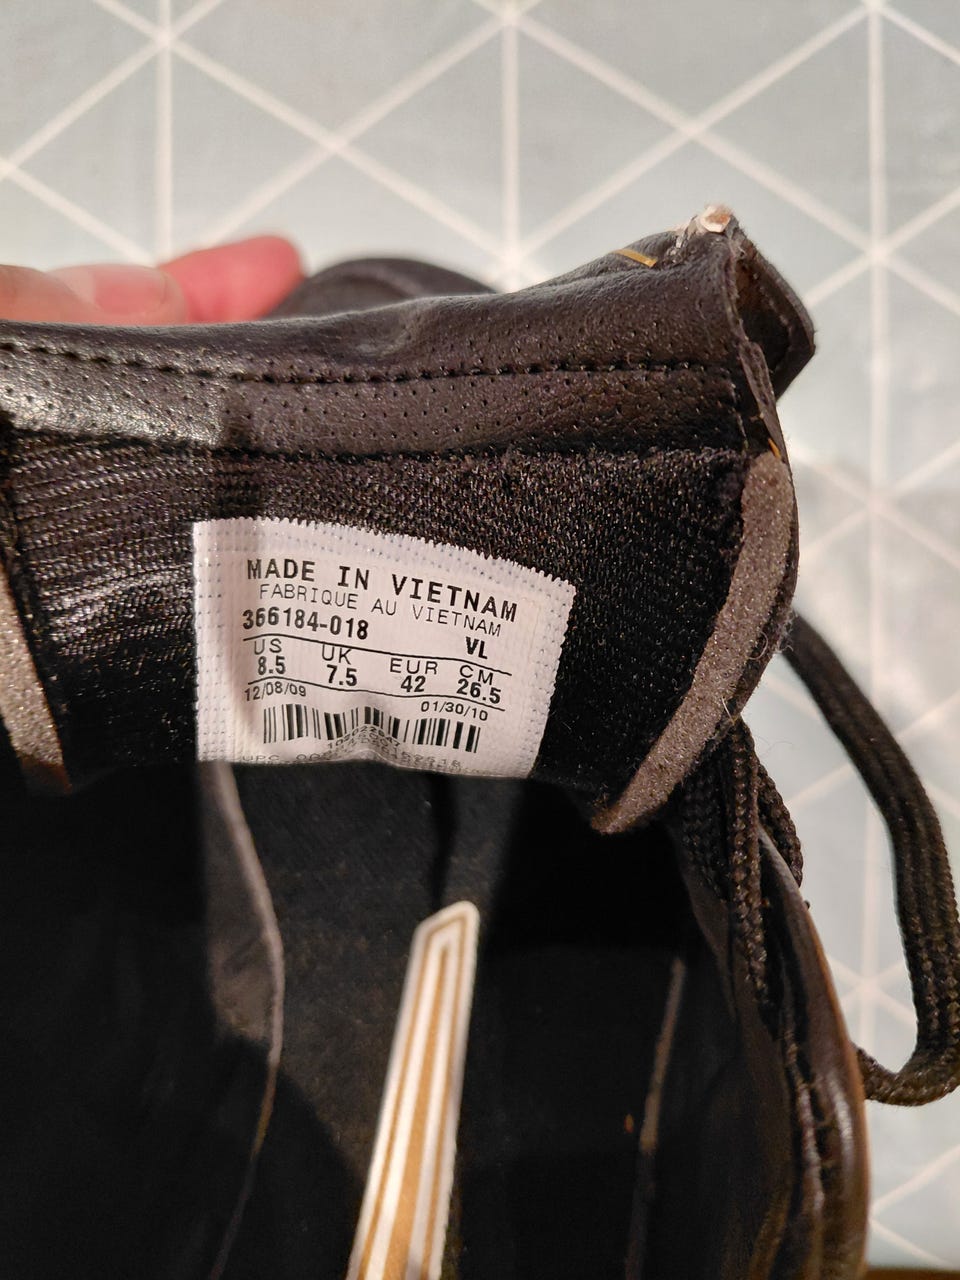 MADE IN VIETNAM
FABRIQUE AU VIETNAM
366184-018 VL
US UK EUR CM
8.5 7.5 42 26.5
12/08/09 01/30/10